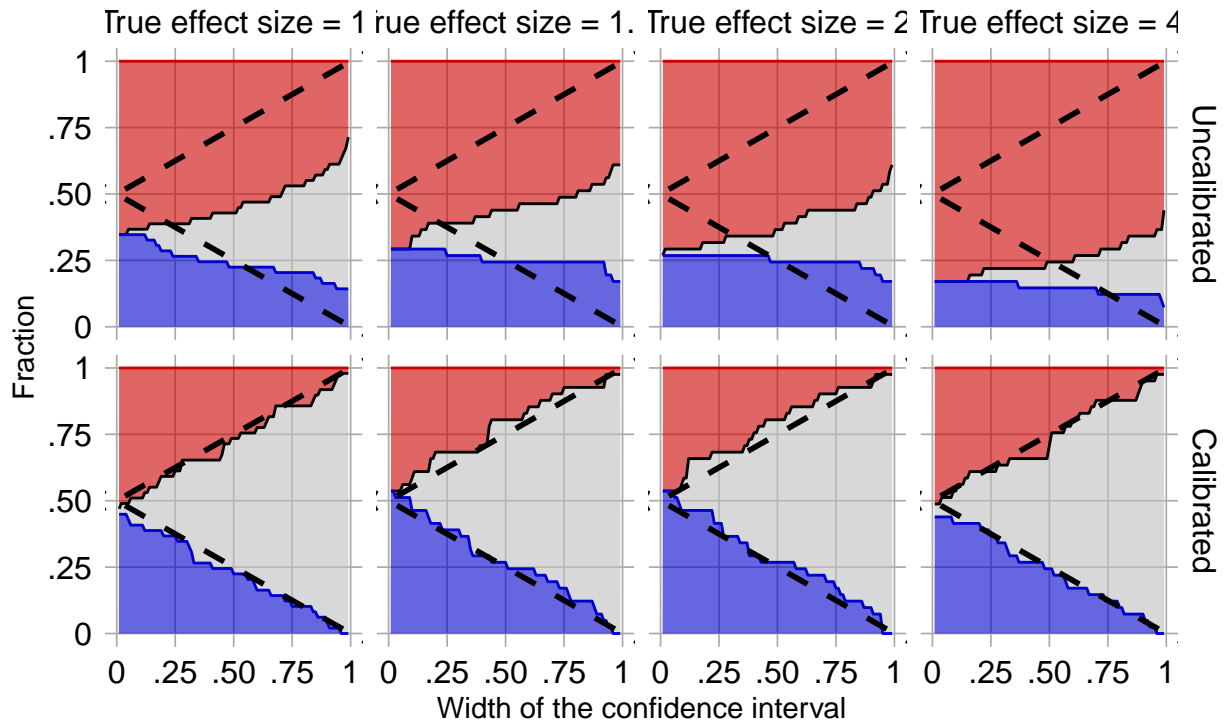 True effect size = 1
True effect size = 1.
True effect size = 2
True effect size = 4
1
.75
.50
.25
0
Uncalibrated
Fraction
1
.75
.50
.25
0
Calibrated
0 .25 .50 .75 1
0 .25 .50 .75 1
0 .25 .50 .75 1
0 .25 .50 .75 1
Width of the confidence interval